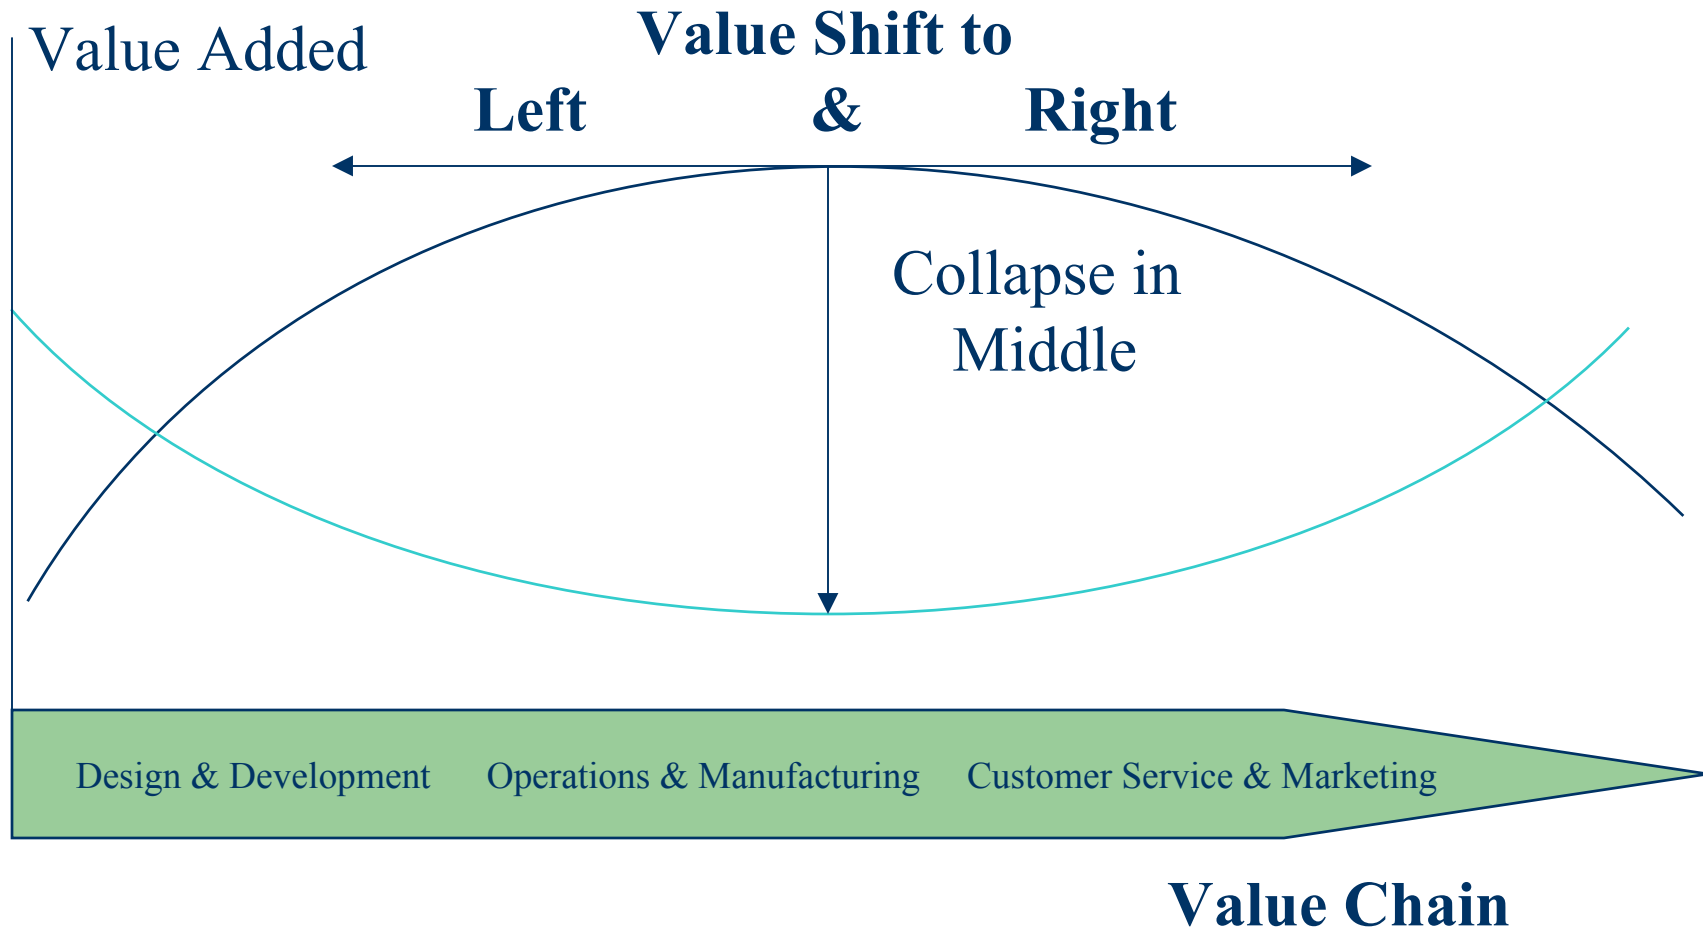 Value Added
Value Shift to
Left & Right
Collapse in
Middle
Design & Development Operations & Manufacturing Customer Service & Marketing
Value Chain